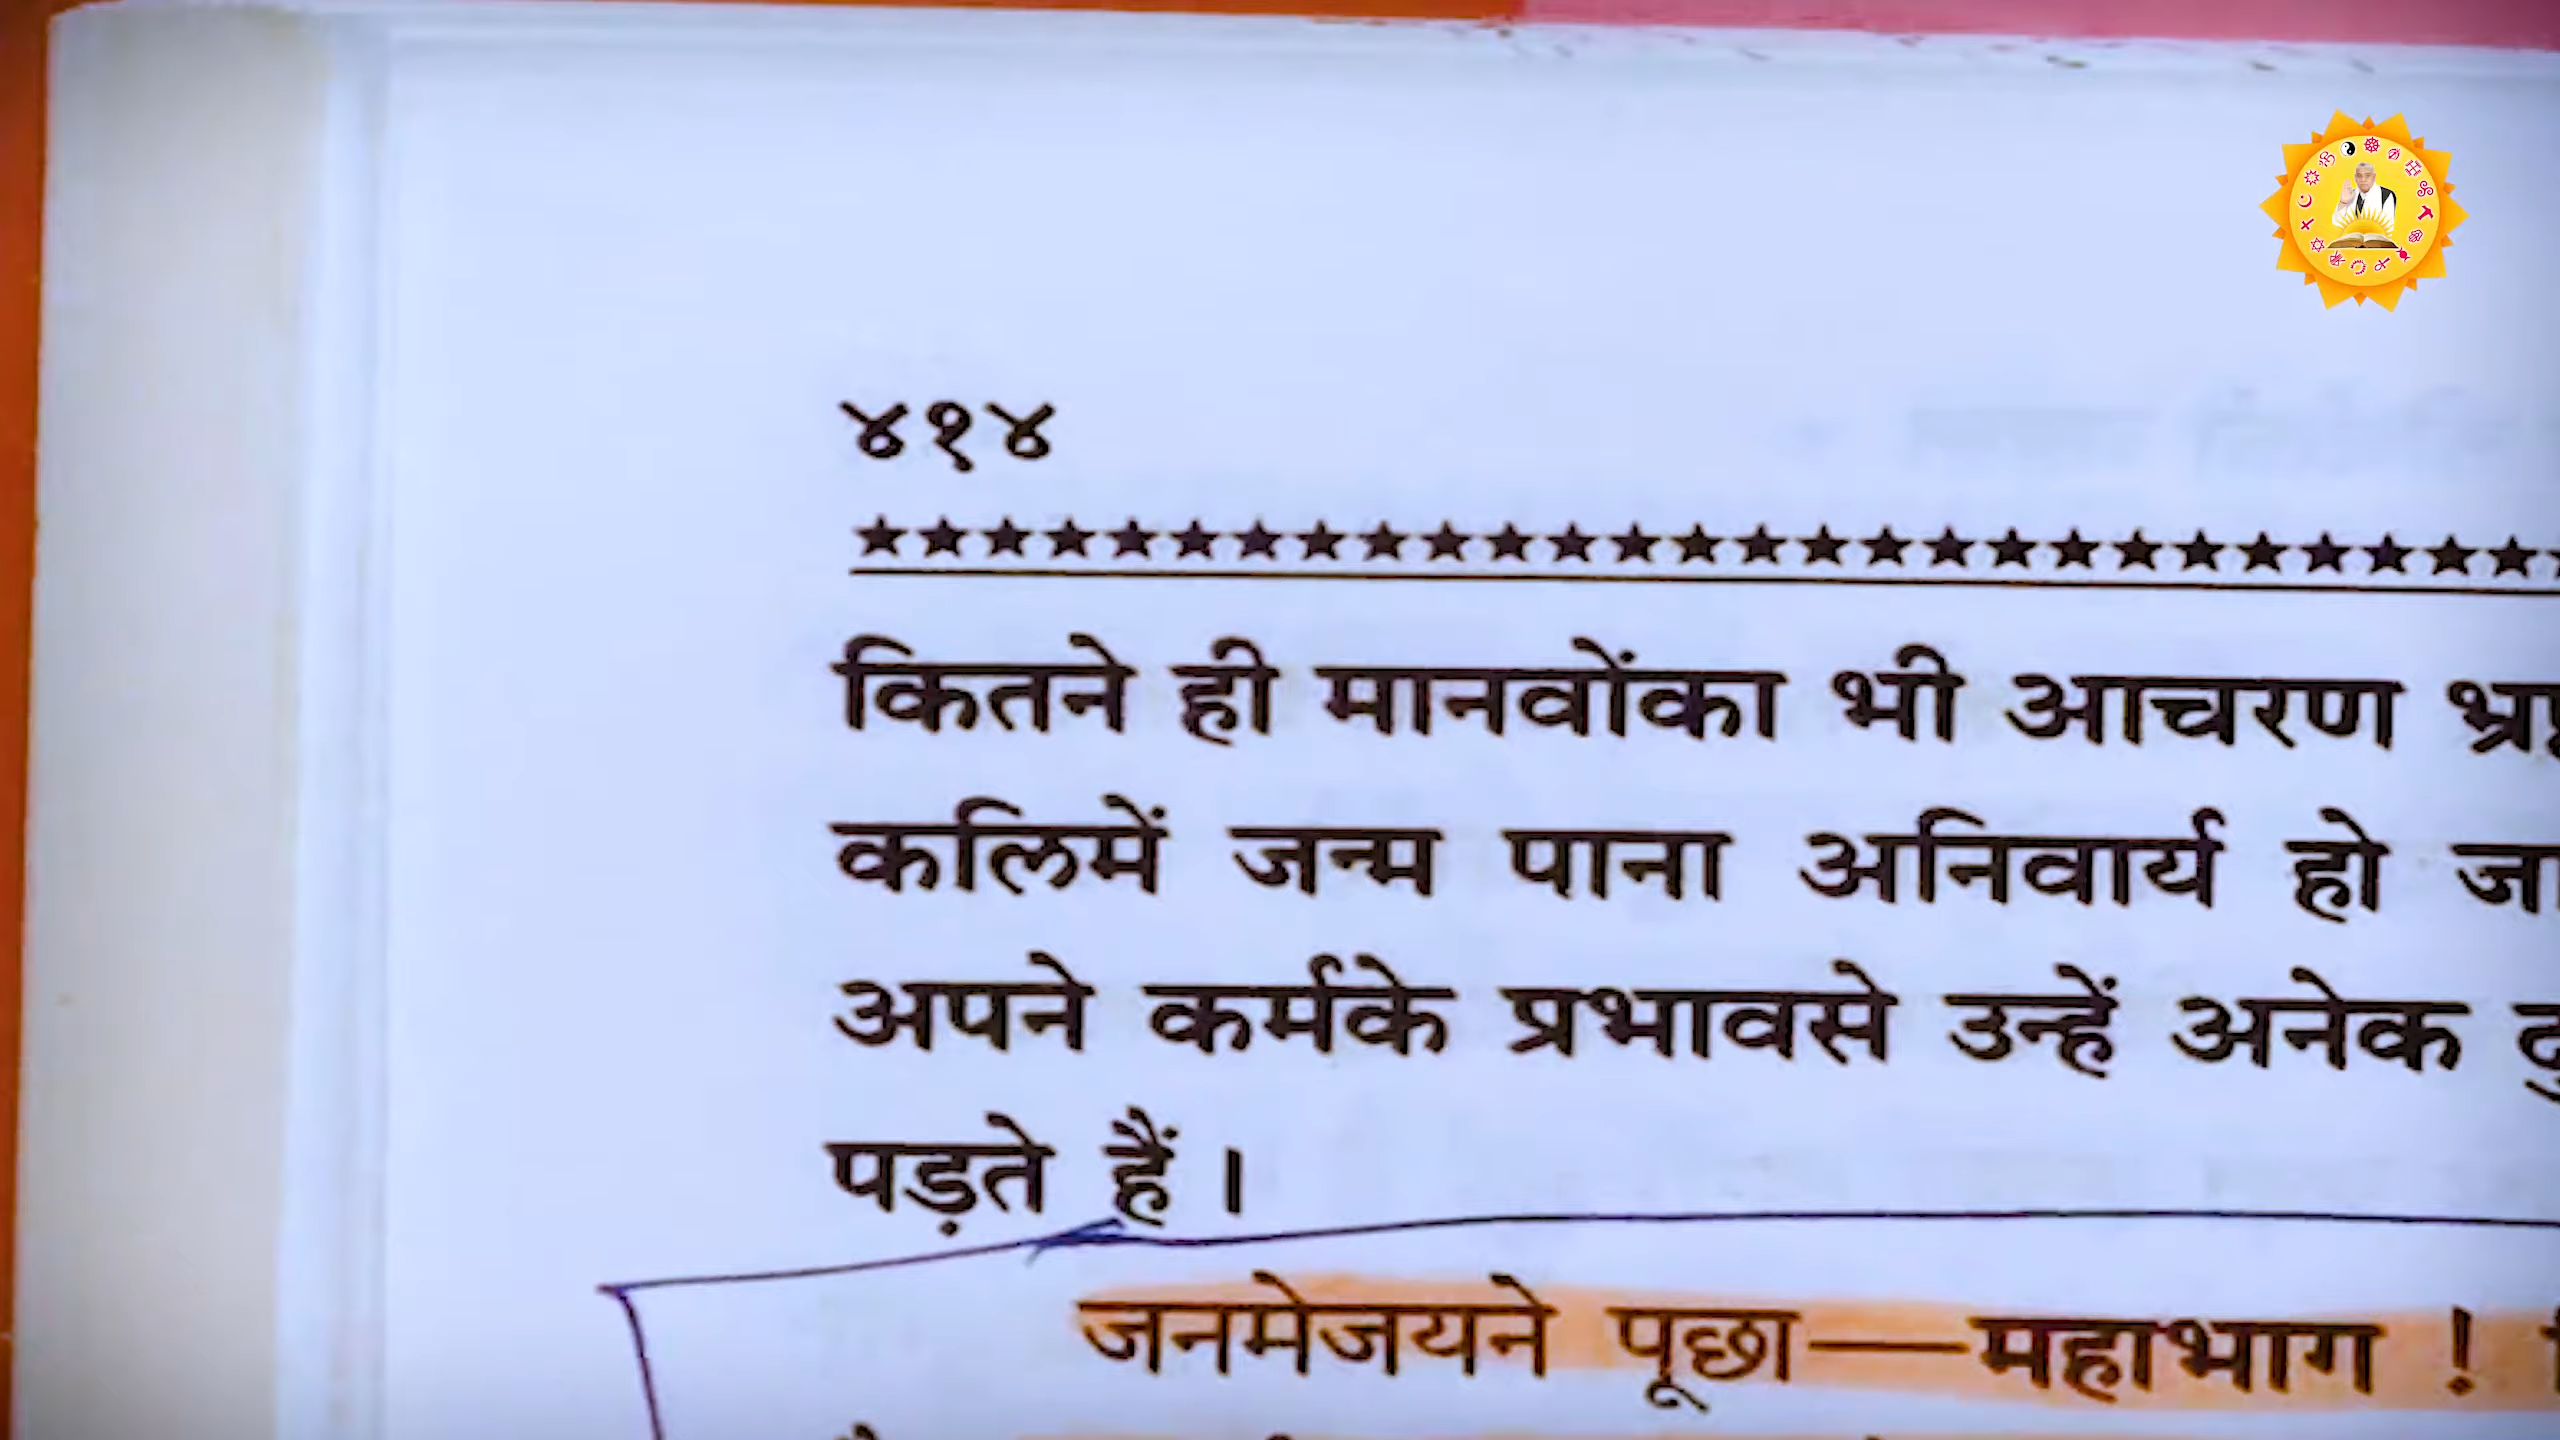 ४१४
★★★★★★★★★★★★★★★★★★★★★★★★★★★
कितने ही मानवोंका भी आचरण
कलिमें जन्म पाना अनिवार्य हो
अपने कर्मके प्रभावसे उन्हें अनेक
पड़ते हैं।
जनमेजयने पूछा—महाभाग !